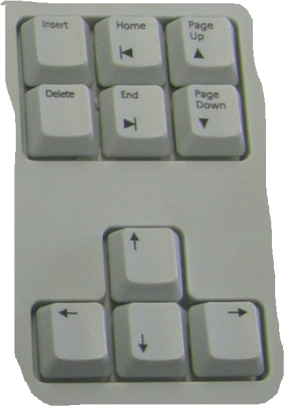 Insert Home Page
Up
Delete End Page
Down